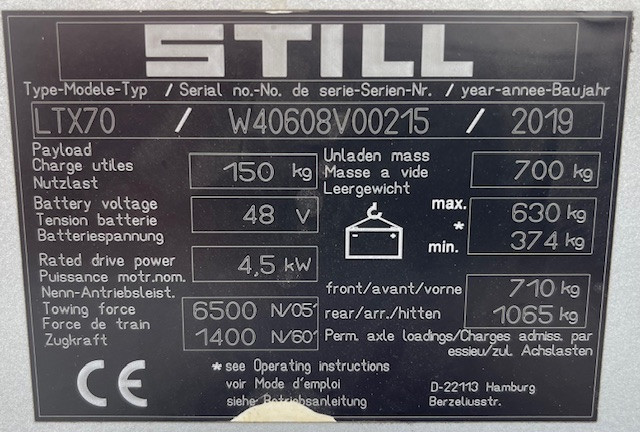 STILL
Type-Modele-Typ / Serial no.-No. de serie-Serien-Nr. / year-annee-Baujahr
LTX70 / W40608V00215 / 2019
Payload
Charge utiles
Nutzlast
150 kg
Unladen mass
Masse a vide
Leergewicht
700 kg
Battery voltage
Tension batterie
Batteriespannung
48 V
max. 630 kg
*
min. 374 kg
Rated drive power
Puissance motr.nom.
Nenn-Antriebsleist.
4,5 kW
front/avant/vorne 710 kg
rear/arr./hitten 1065 kg
Towing force
Force de train
Zugkraft
6500 N/05'
1400 N/60'
Perm. axle loadings/Charges admiss. par
essieu/zul. Achslasten
CE
* see Operating instructions
voir Mode d'emploi
siehe Betriebsanleitung
D-22113 Hamburg
Berzeliusstr.